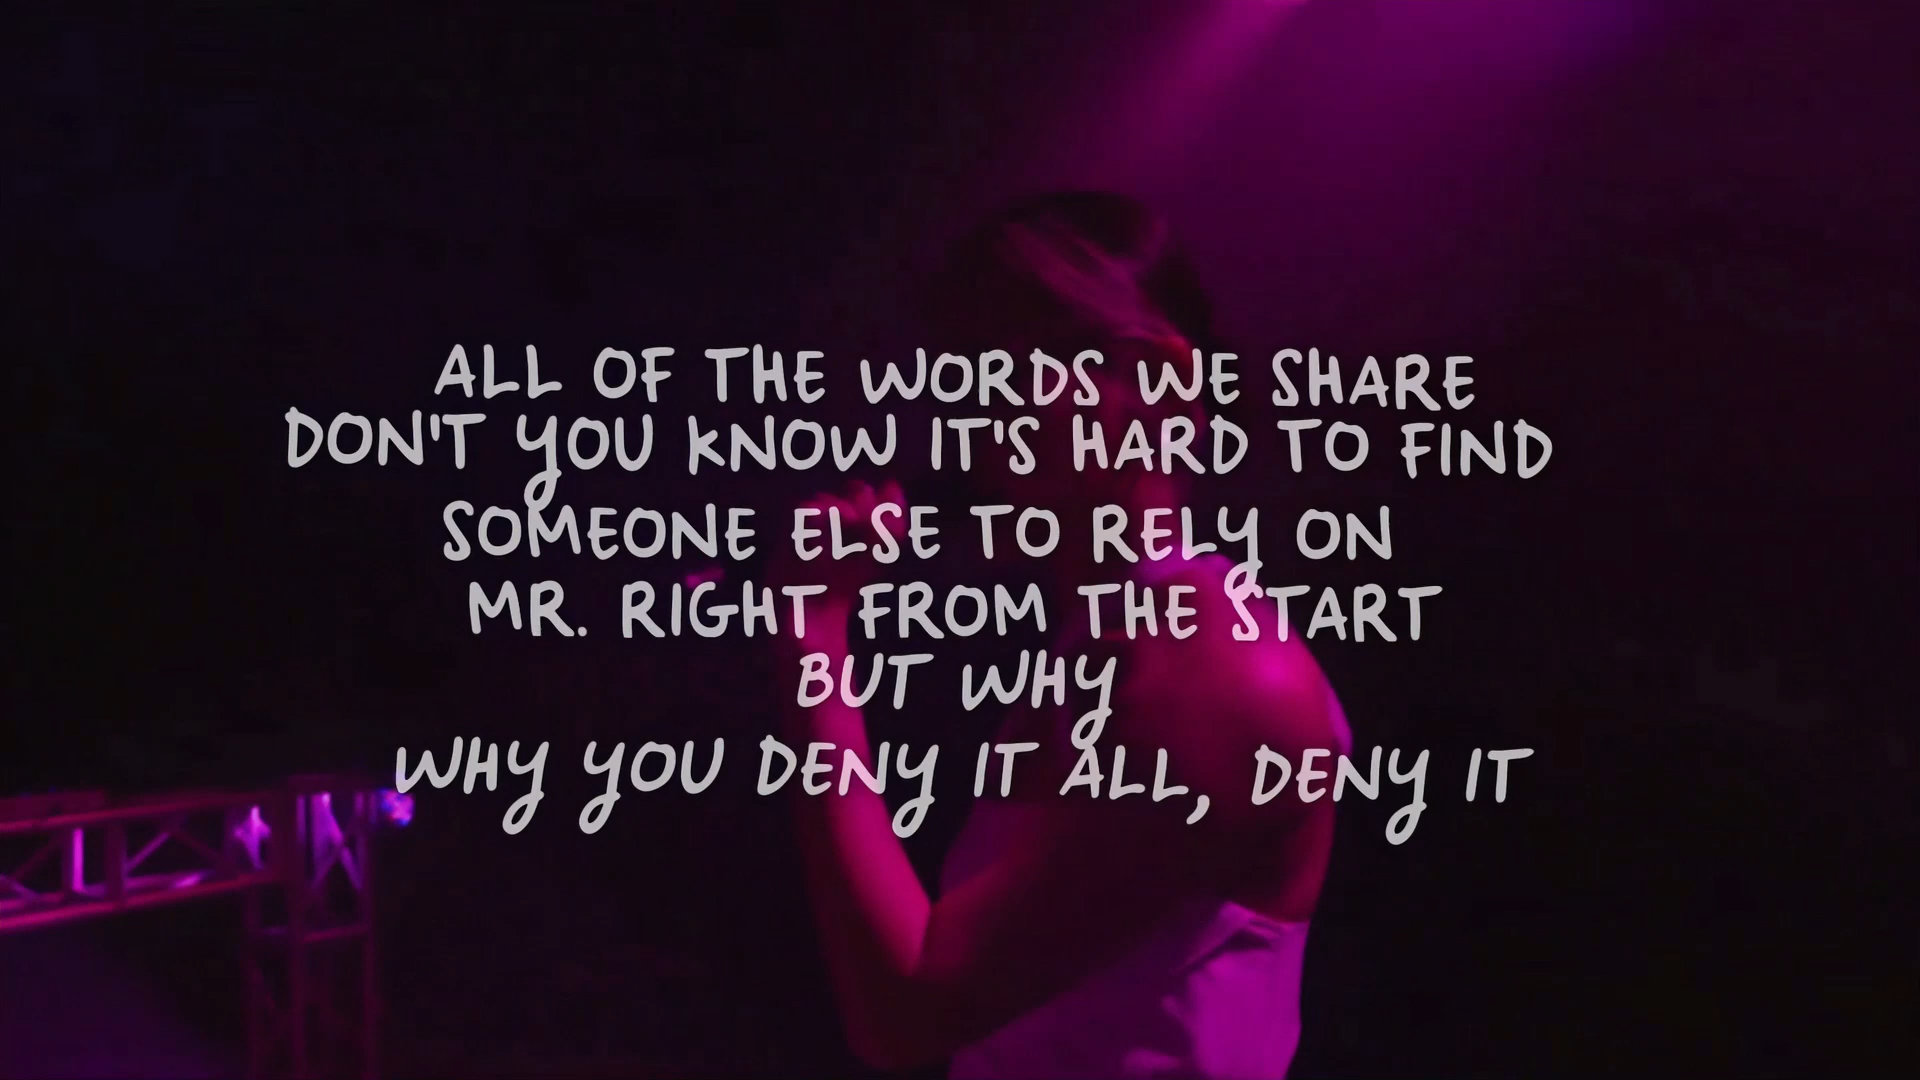 ALL OF THE WORDS WE SHARE
DON'T YOU KNOW IT'S HARD TO FIND
SOMEONE ELSE TO RELY ON
MR. RIGHT FROM THE START
BUT WHY
WHY YOU DENY IT ALL, DENY IT